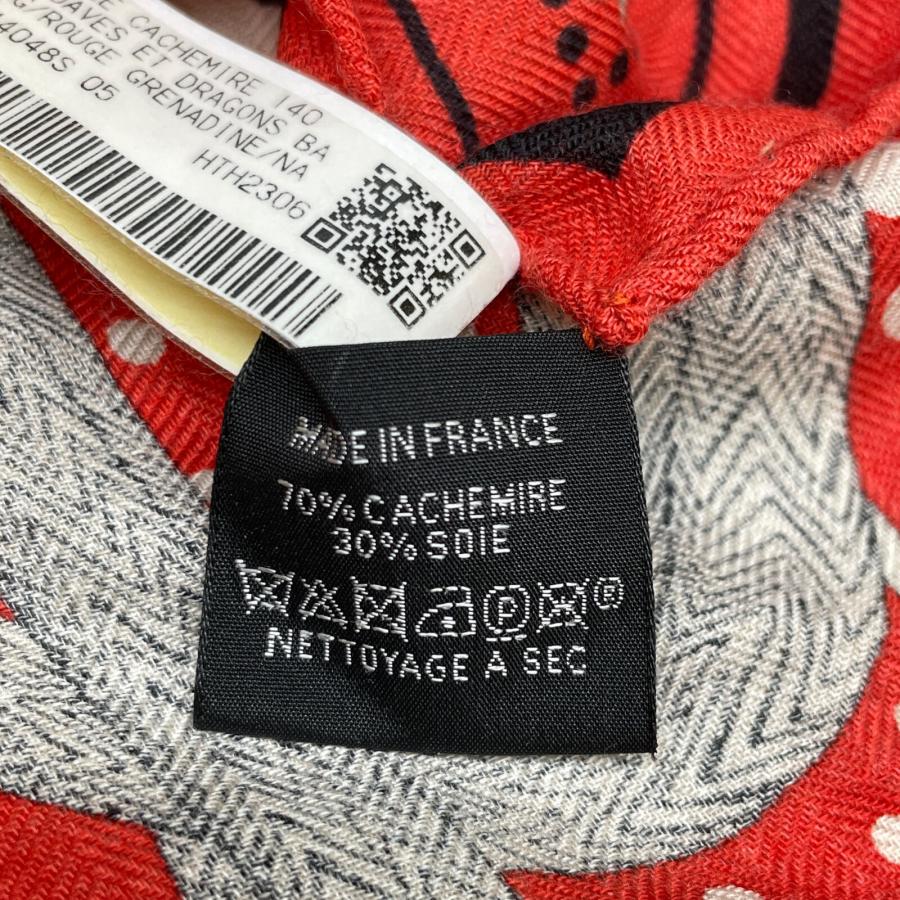 E CACHEMIRE 140
AVES ET DRAGONS BA
G/ROUGE GRENADINE/NA
4048S 05
HTH2306
MADE IN FRANCE
70% CACHEMIRE
30% SOIE
P ®
NETTOYAGE À SEC